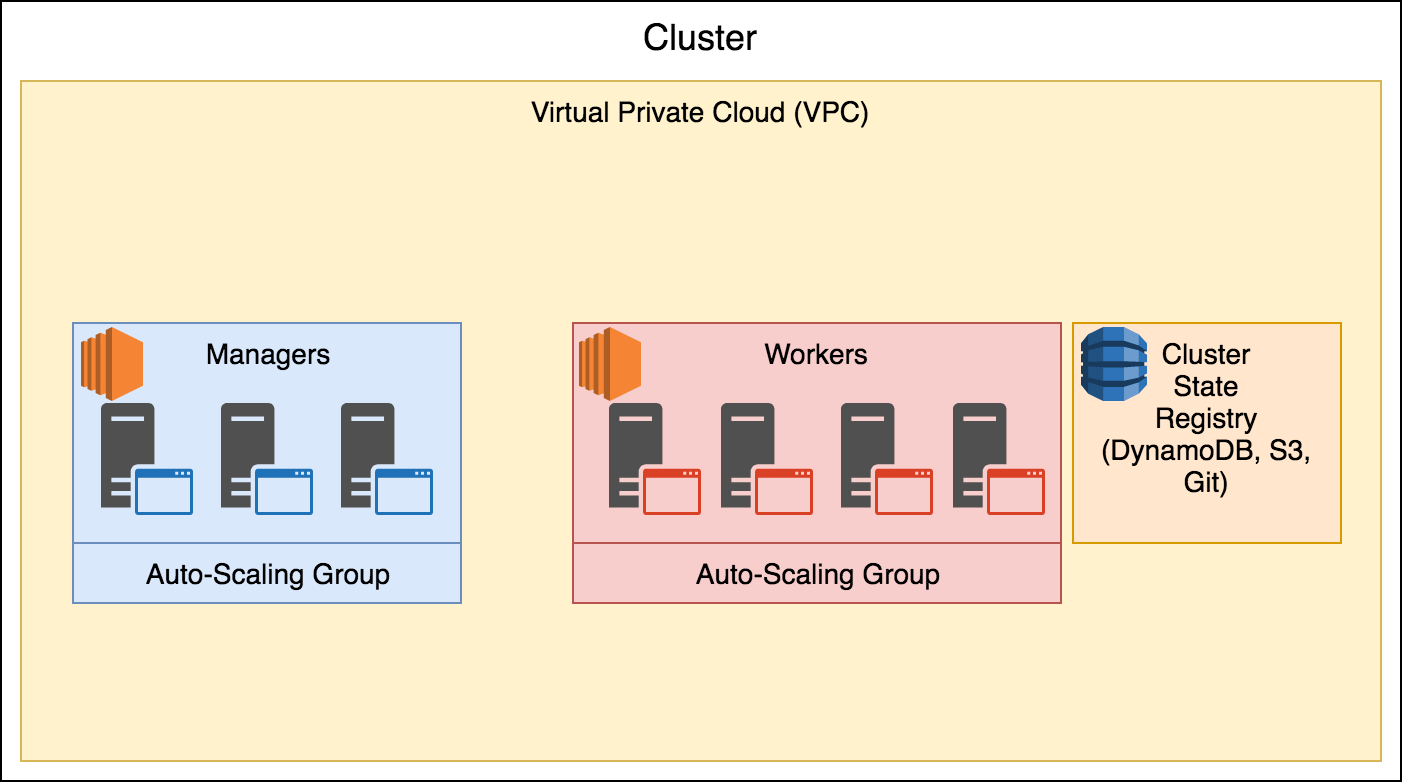 Cluster
Virtual Private Cloud (VPC)
Managers
Auto-Scaling Group
Workers
Auto-Scaling Group
Cluster
State
Registry
(DynamoDB, S3,
Git)